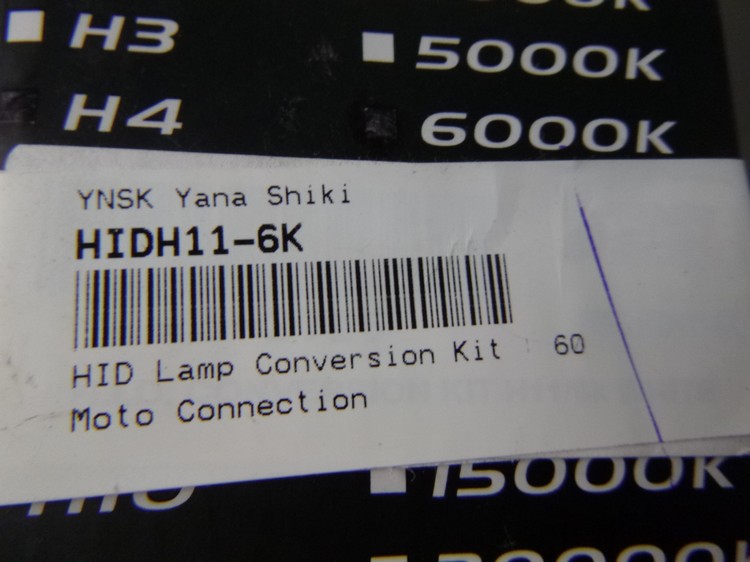 H3
5000K
H4
6000K
YNSK Yana Shiki
HIDH11-6K
HID Lamp Conversion Kit 60
Moto Connection
15000K